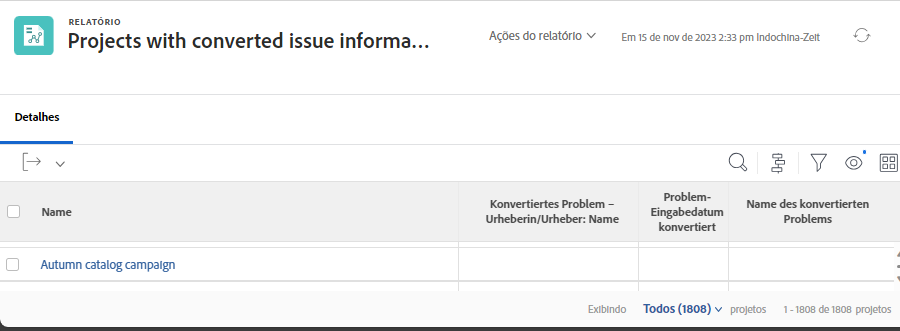 RELATÓRIO
Projects with converted issue informa...
Ações do relatório
Em 15 de nov de 2023 2:33 pm Indochina-Zeit
Detalhes
Name
Konvertiertes Problem –
Urheberin/Urheber: Name
Problem-
Eingabedatum
konvertiert
Name des konvertierten
Problems
Autumn catalog campaign
Exibindo Todos (1808) projetos 1 - 1808 de 1808 projetos